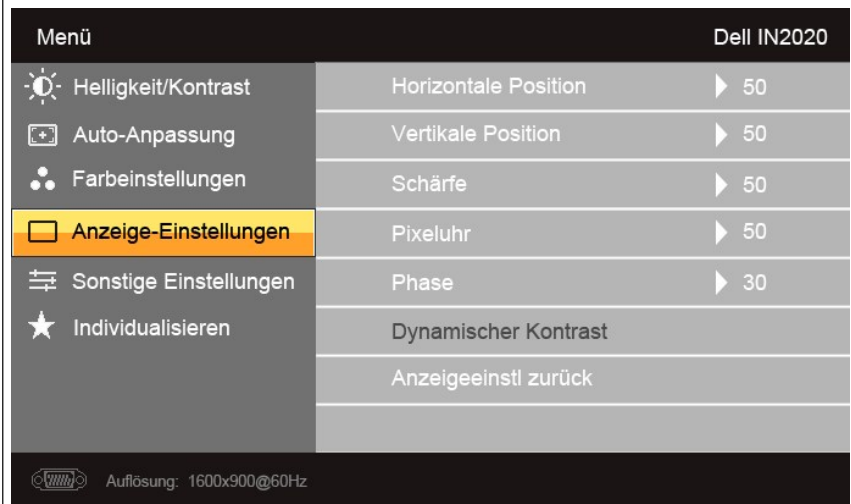 Menü Dell IN2020
Helligkeit/Kontrast Horizontale Position 50
Auto-Anpassung Vertikale Position 50
Farbeinstellungen Schärfe 50
Anzeige-Einstellungen Pixeluhr 50
Sonstige Einstellungen Phase 30
Individualisieren Dynamischer Kontrast
Anzeigeeinstl zurück
Auflösung: 1600x900@60Hz